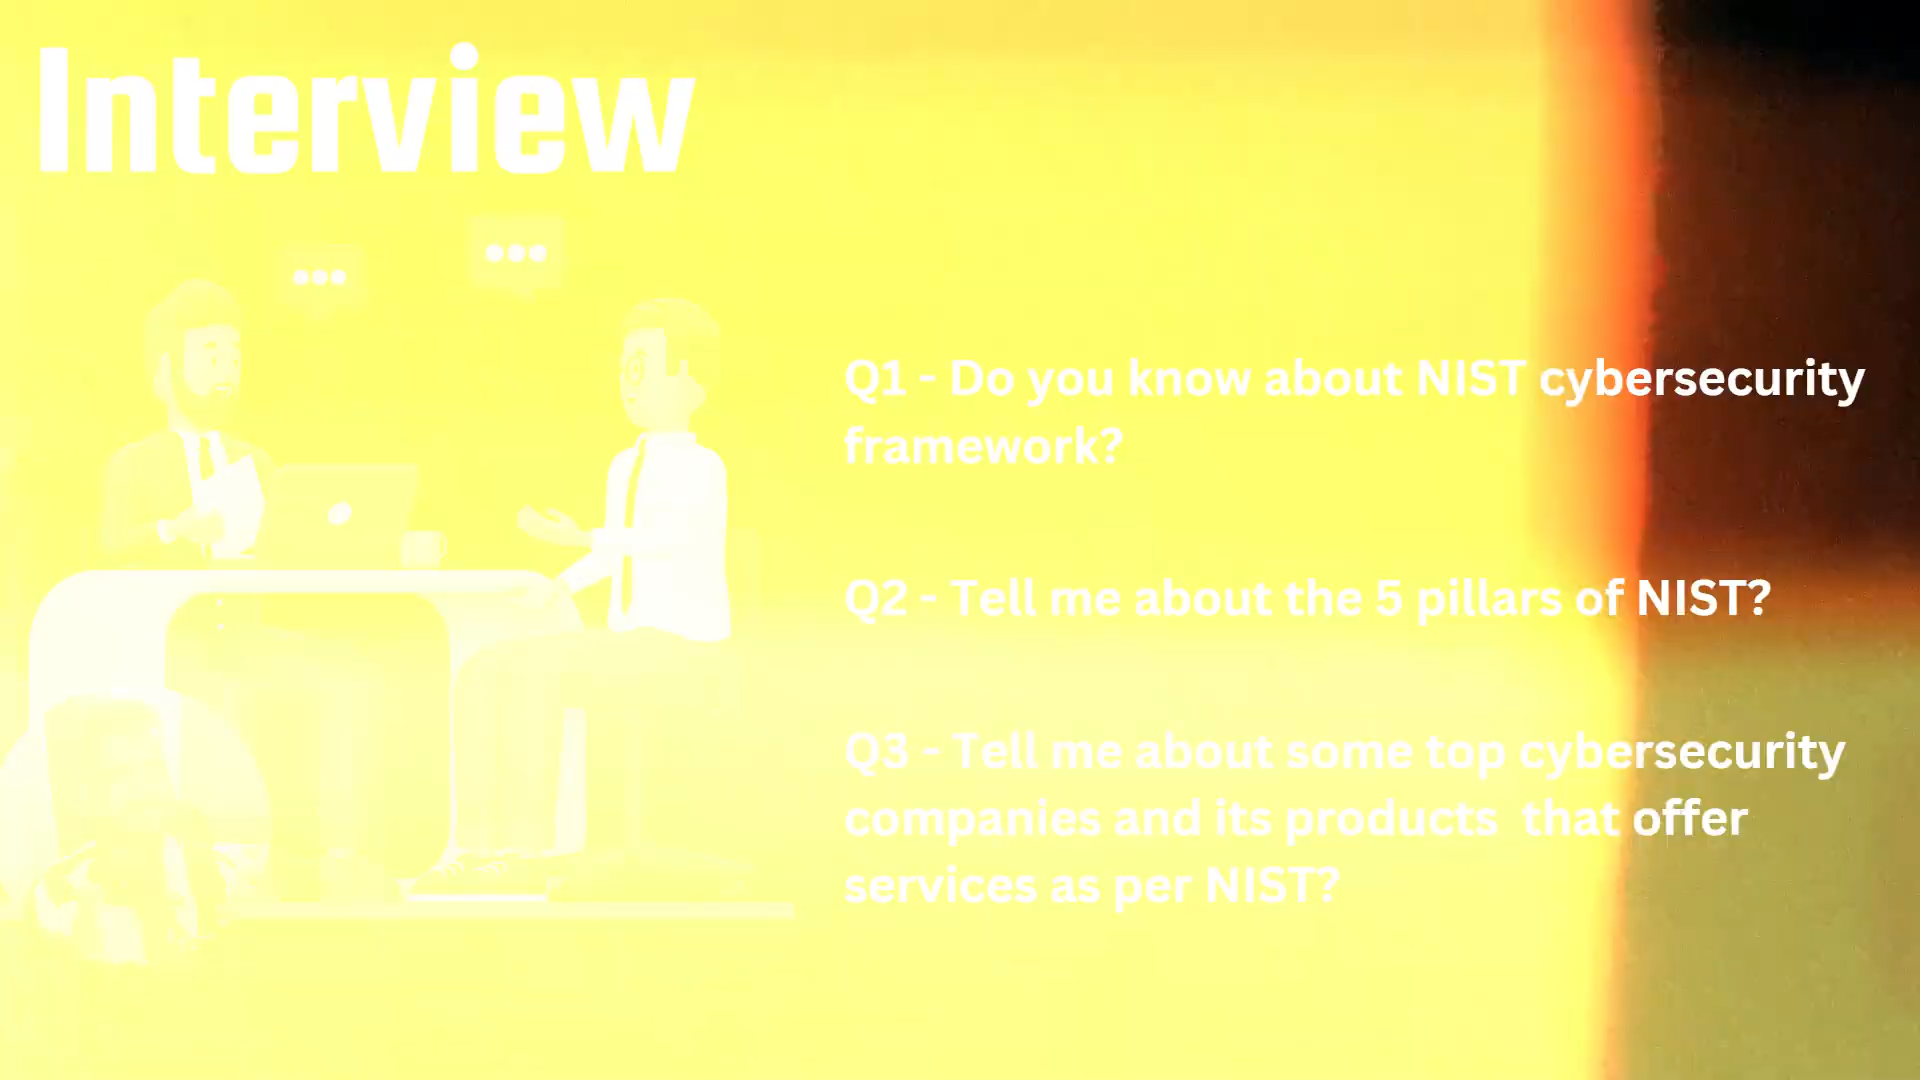 Interview
Q1 - Do you know about NIST cybersecurity
framework?
Q2 - Tell me about the 5 pillars of NIST?
Q3 - Tell me about some top cybersecurity
companies and its products  that offer
services as per NIST?